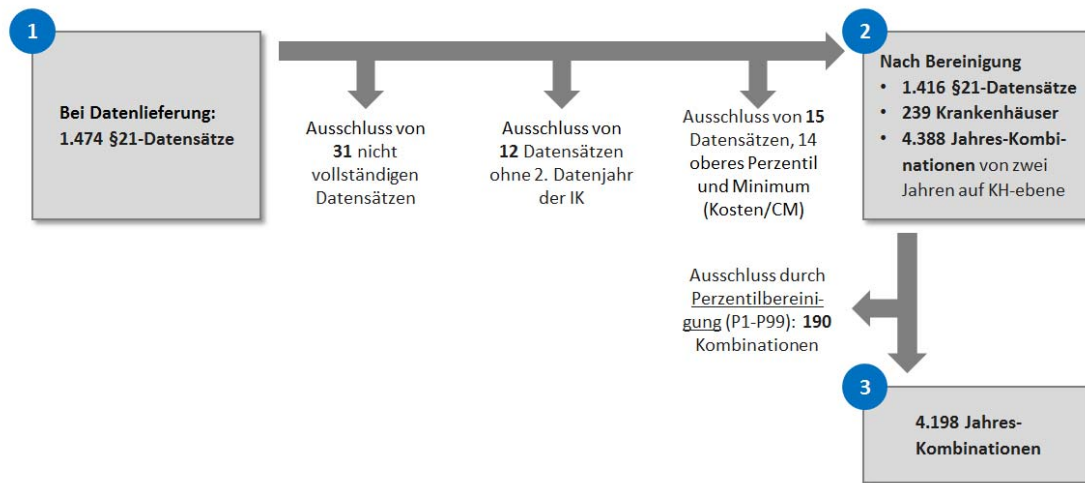 1
Bei Datenlieferung:
1.474 §21-Datensätze
Ausschluss von
31 nicht
vollständigen
Datensätzen
Ausschluss von
12 Datensätzen
ohne 2. Datenjahr
der IK
Ausschluss von 15
Datensätzen, 14
oberes Perzentil
und Minimum
(Kosten/CM)
2
Nach Bereinigung
• 1.416 §21-Datensätze
• 239 Krankenhäuser
• 4.388 Jahres-Kombi-
nationen von zwei
Jahren auf KH-ebene
Ausschluss durch
Perzentilbereini-
gung (P1-P99): 190
Kombinationen
3
4.198 Jahres-
Kombinationen